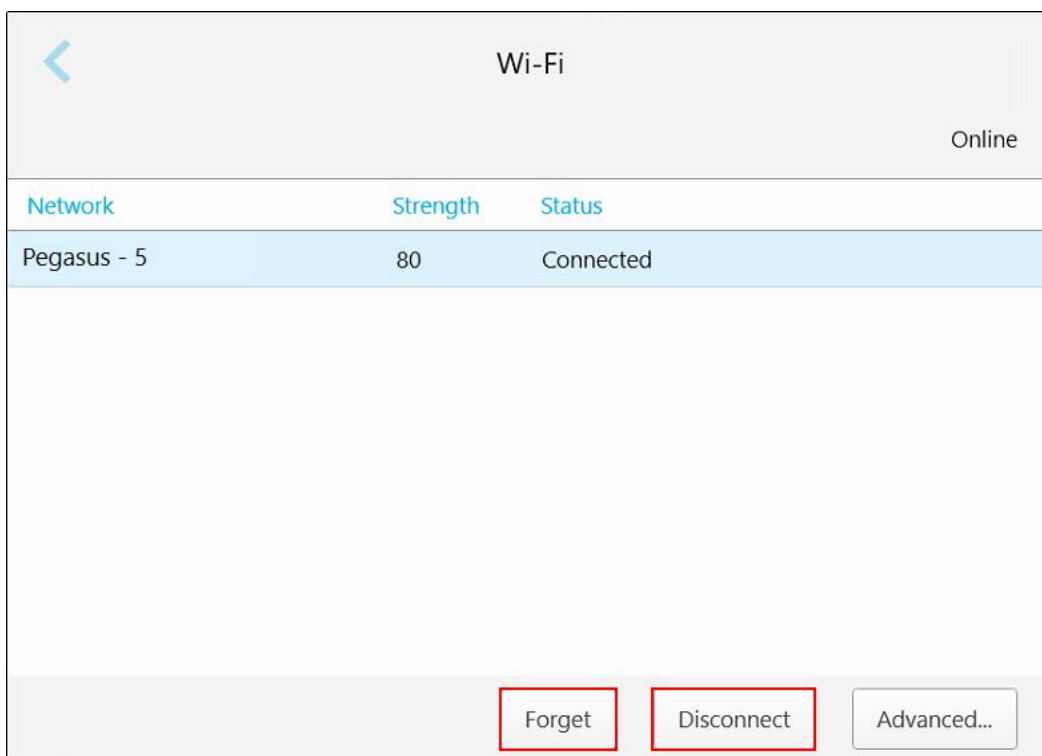 Wi-Fi
Online
Network Strength Status
Pegasus - 5 80 Connected
Forget Disconnect Advanced...